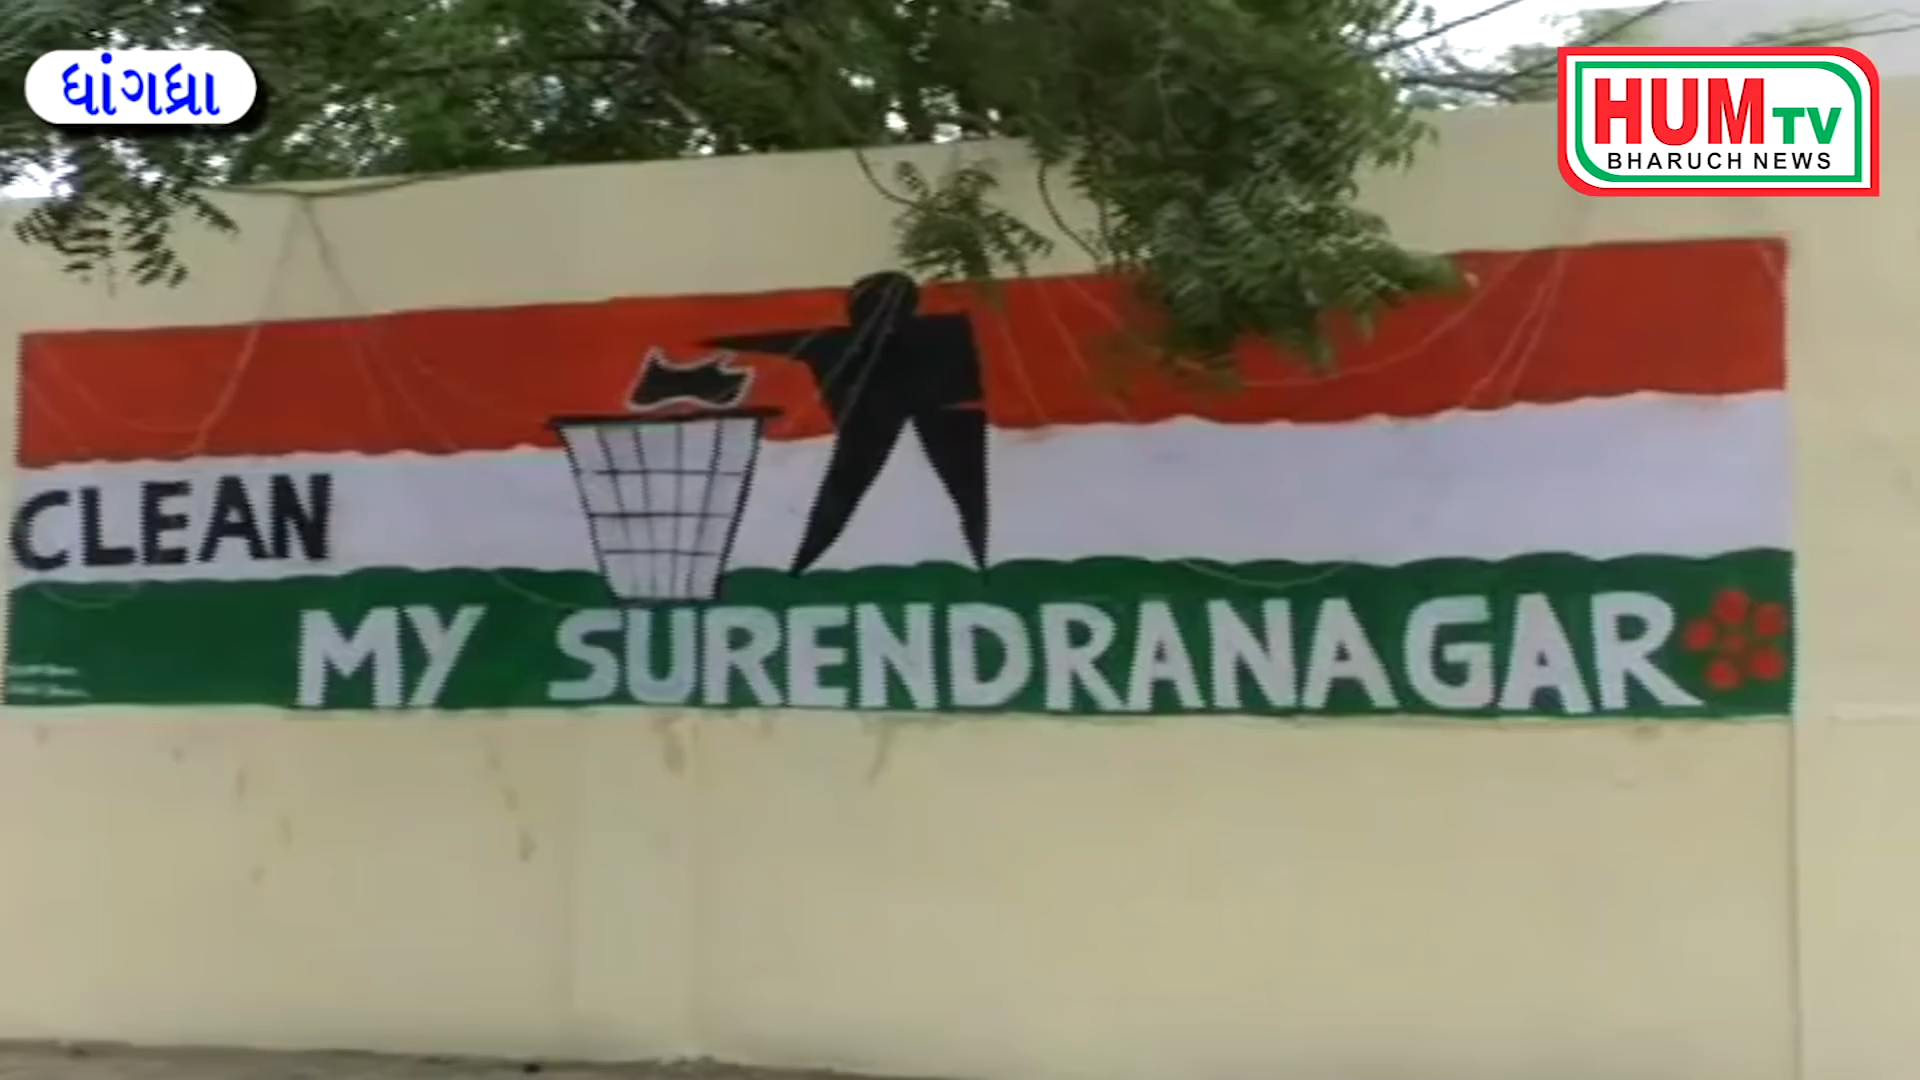 ધાંગધ્રા
HUM TV
BHARUCH NEWS
CLEAN
MY SURENDRANAGAR